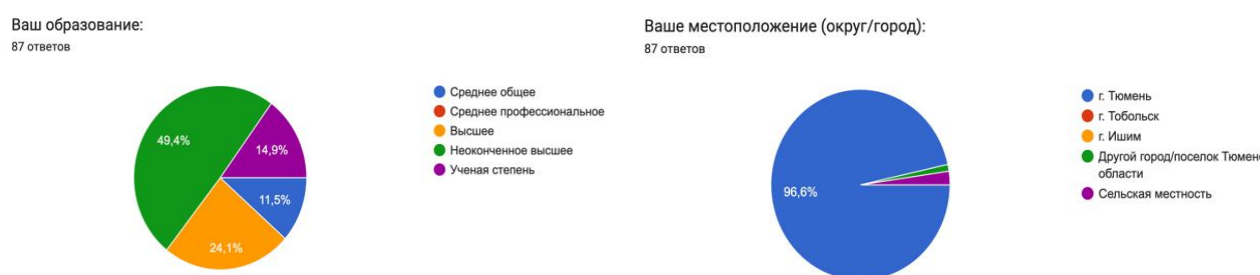 Ваш образование:
87 ответов
49,4%
14,9%
11,5%
24,1%
Среднее общее
Среднее профессиональное
Высшее
Неоконченное высшее
Ученая степень
Ваше местоположение (округ/город):
87 ответов
96,6%
г. Тюмень
г. Тобольск
г. Ишим
Другой город/поселок Тюмен
области
Сельская местность